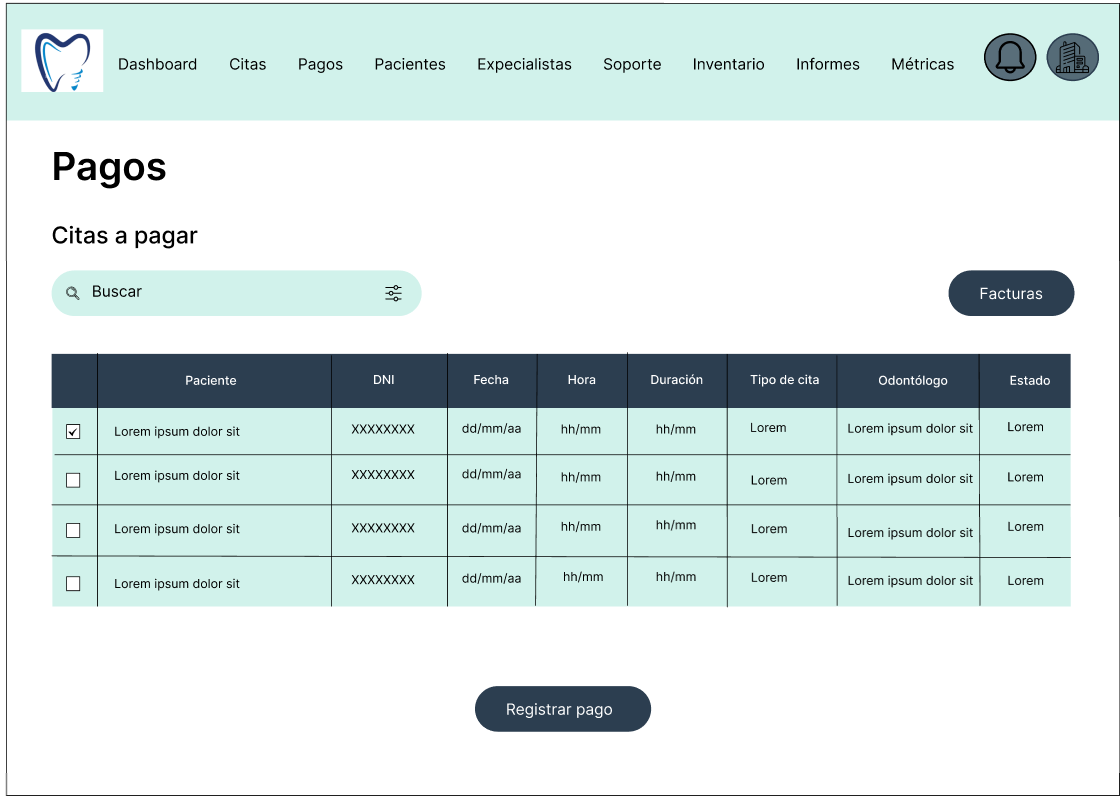 Dashboard Citas Pagos Pacientes Expecialistas Soporte Inventario Informes Métricas
Pagos
Citas a pagar
Buscar
Facturas
Paciente DNI Fecha Hora Duración Tipo de cita Odontólogo Estado
Lorem ipsum dolor sit XXXXXXXX dd/mm/aa hh/mm hh/mm Lorem Lorem ipsum dolor sit Lorem
Lorem ipsum dolor sit XXXXXXXX dd/mm/aa hh/mm hh/mm Lorem Lorem ipsum dolor sit Lorem
Lorem ipsum dolor sit XXXXXXXX dd/mm/aa hh/mm hh/mm Lorem Lorem ipsum dolor sit Lorem
Lorem ipsum dolor sit XXXXXXXX dd/mm/aa hh/mm hh/mm Lorem Lorem ipsum dolor sit Lorem
Registrar pago